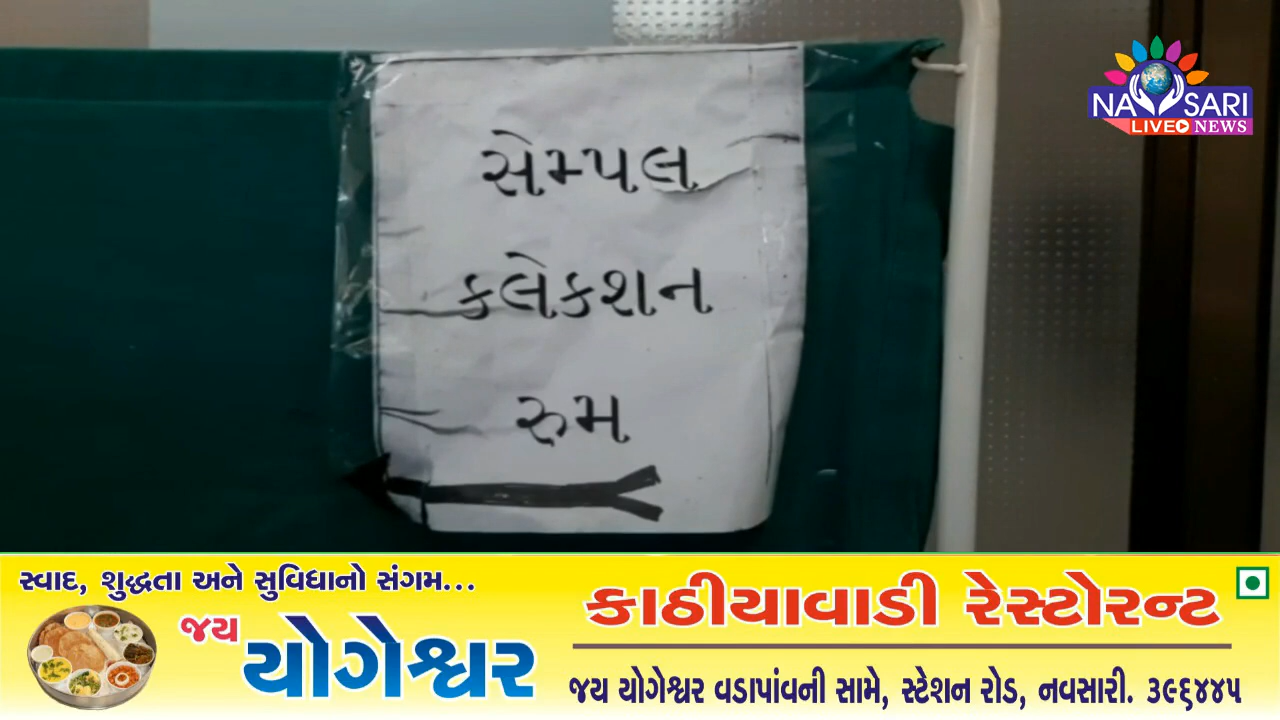 સેમ્પલ
કલેકશન
રુમ
NAVSARI
LIVE NEWS
સ્વાદ, શુદ્ધતા અને સુવિધાનો સંગમ...
જય
યોગેશ્વર
કાઠીયાવાડી રેસ્ટોરન્ટ
જય યોગેશ્વર વડાપાંવની સામે, સ્ટેશન રોડ, નવસારી. ૩૯૬૪૪૫